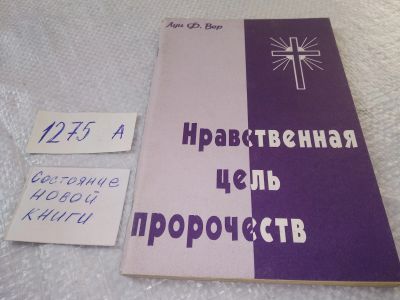 Луи Ф. Вер
Нравственная
цель
пророчеств
1275 А
Состояние
новой
книги